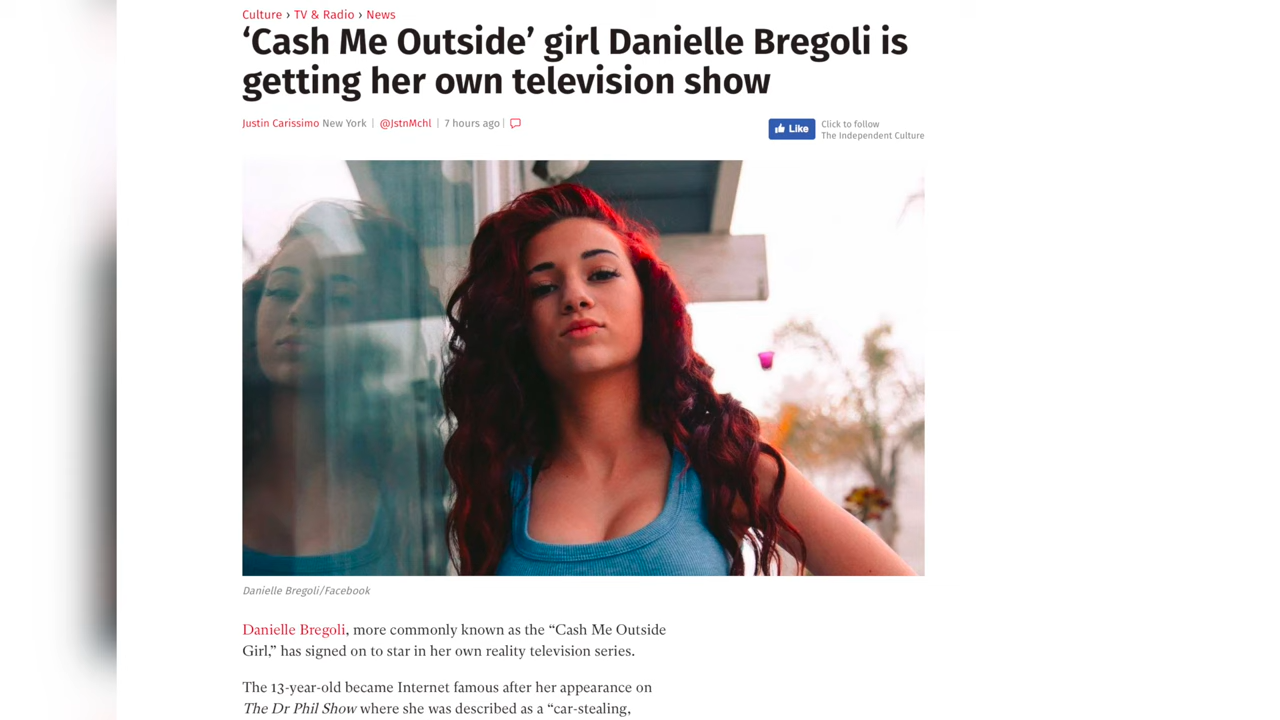 Culture › TV & Radio › News
‘Cash Me Outside’ girl Danielle Bregoli is
getting her own television show
Justin Carissimo New York | @JstnMchl | 7 hours ago |
Like
Click to follow
The Independent Culture
Danielle Bregoli/Facebook
Danielle Bregoli, more commonly known as the “Cash Me Outside
Girl,” has signed on to star in her own reality television series.
The 13-year-old became Internet famous after her appearance on
The Dr Phil Show where she was described as a “car-stealing,